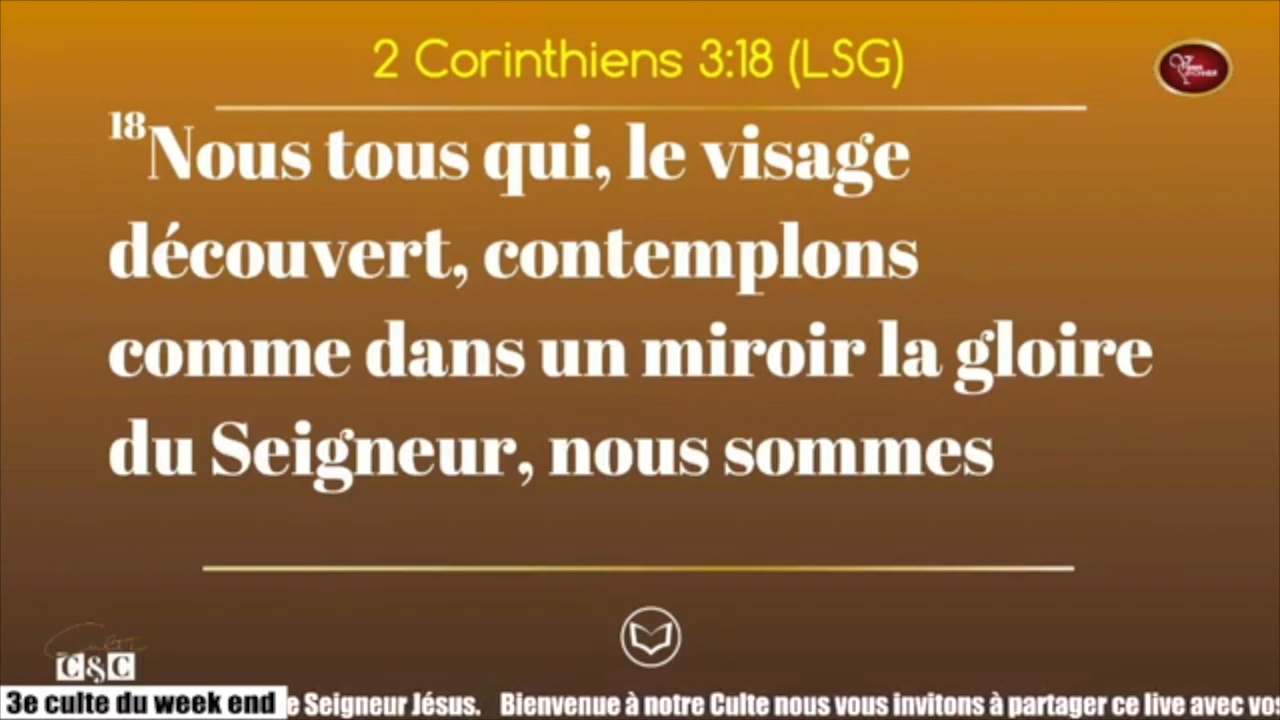 2 Corinthiens 3:18 (LSG)
18Nous tous qui, le visage
découvert, contemplons
comme dans un miroir la gloire
du Seigneur, nous sommes
C&C
3e culte du week end
e Seigneur Jésus. Bienvenue à notre Culte nous vous invitons à partager ce live avec vos